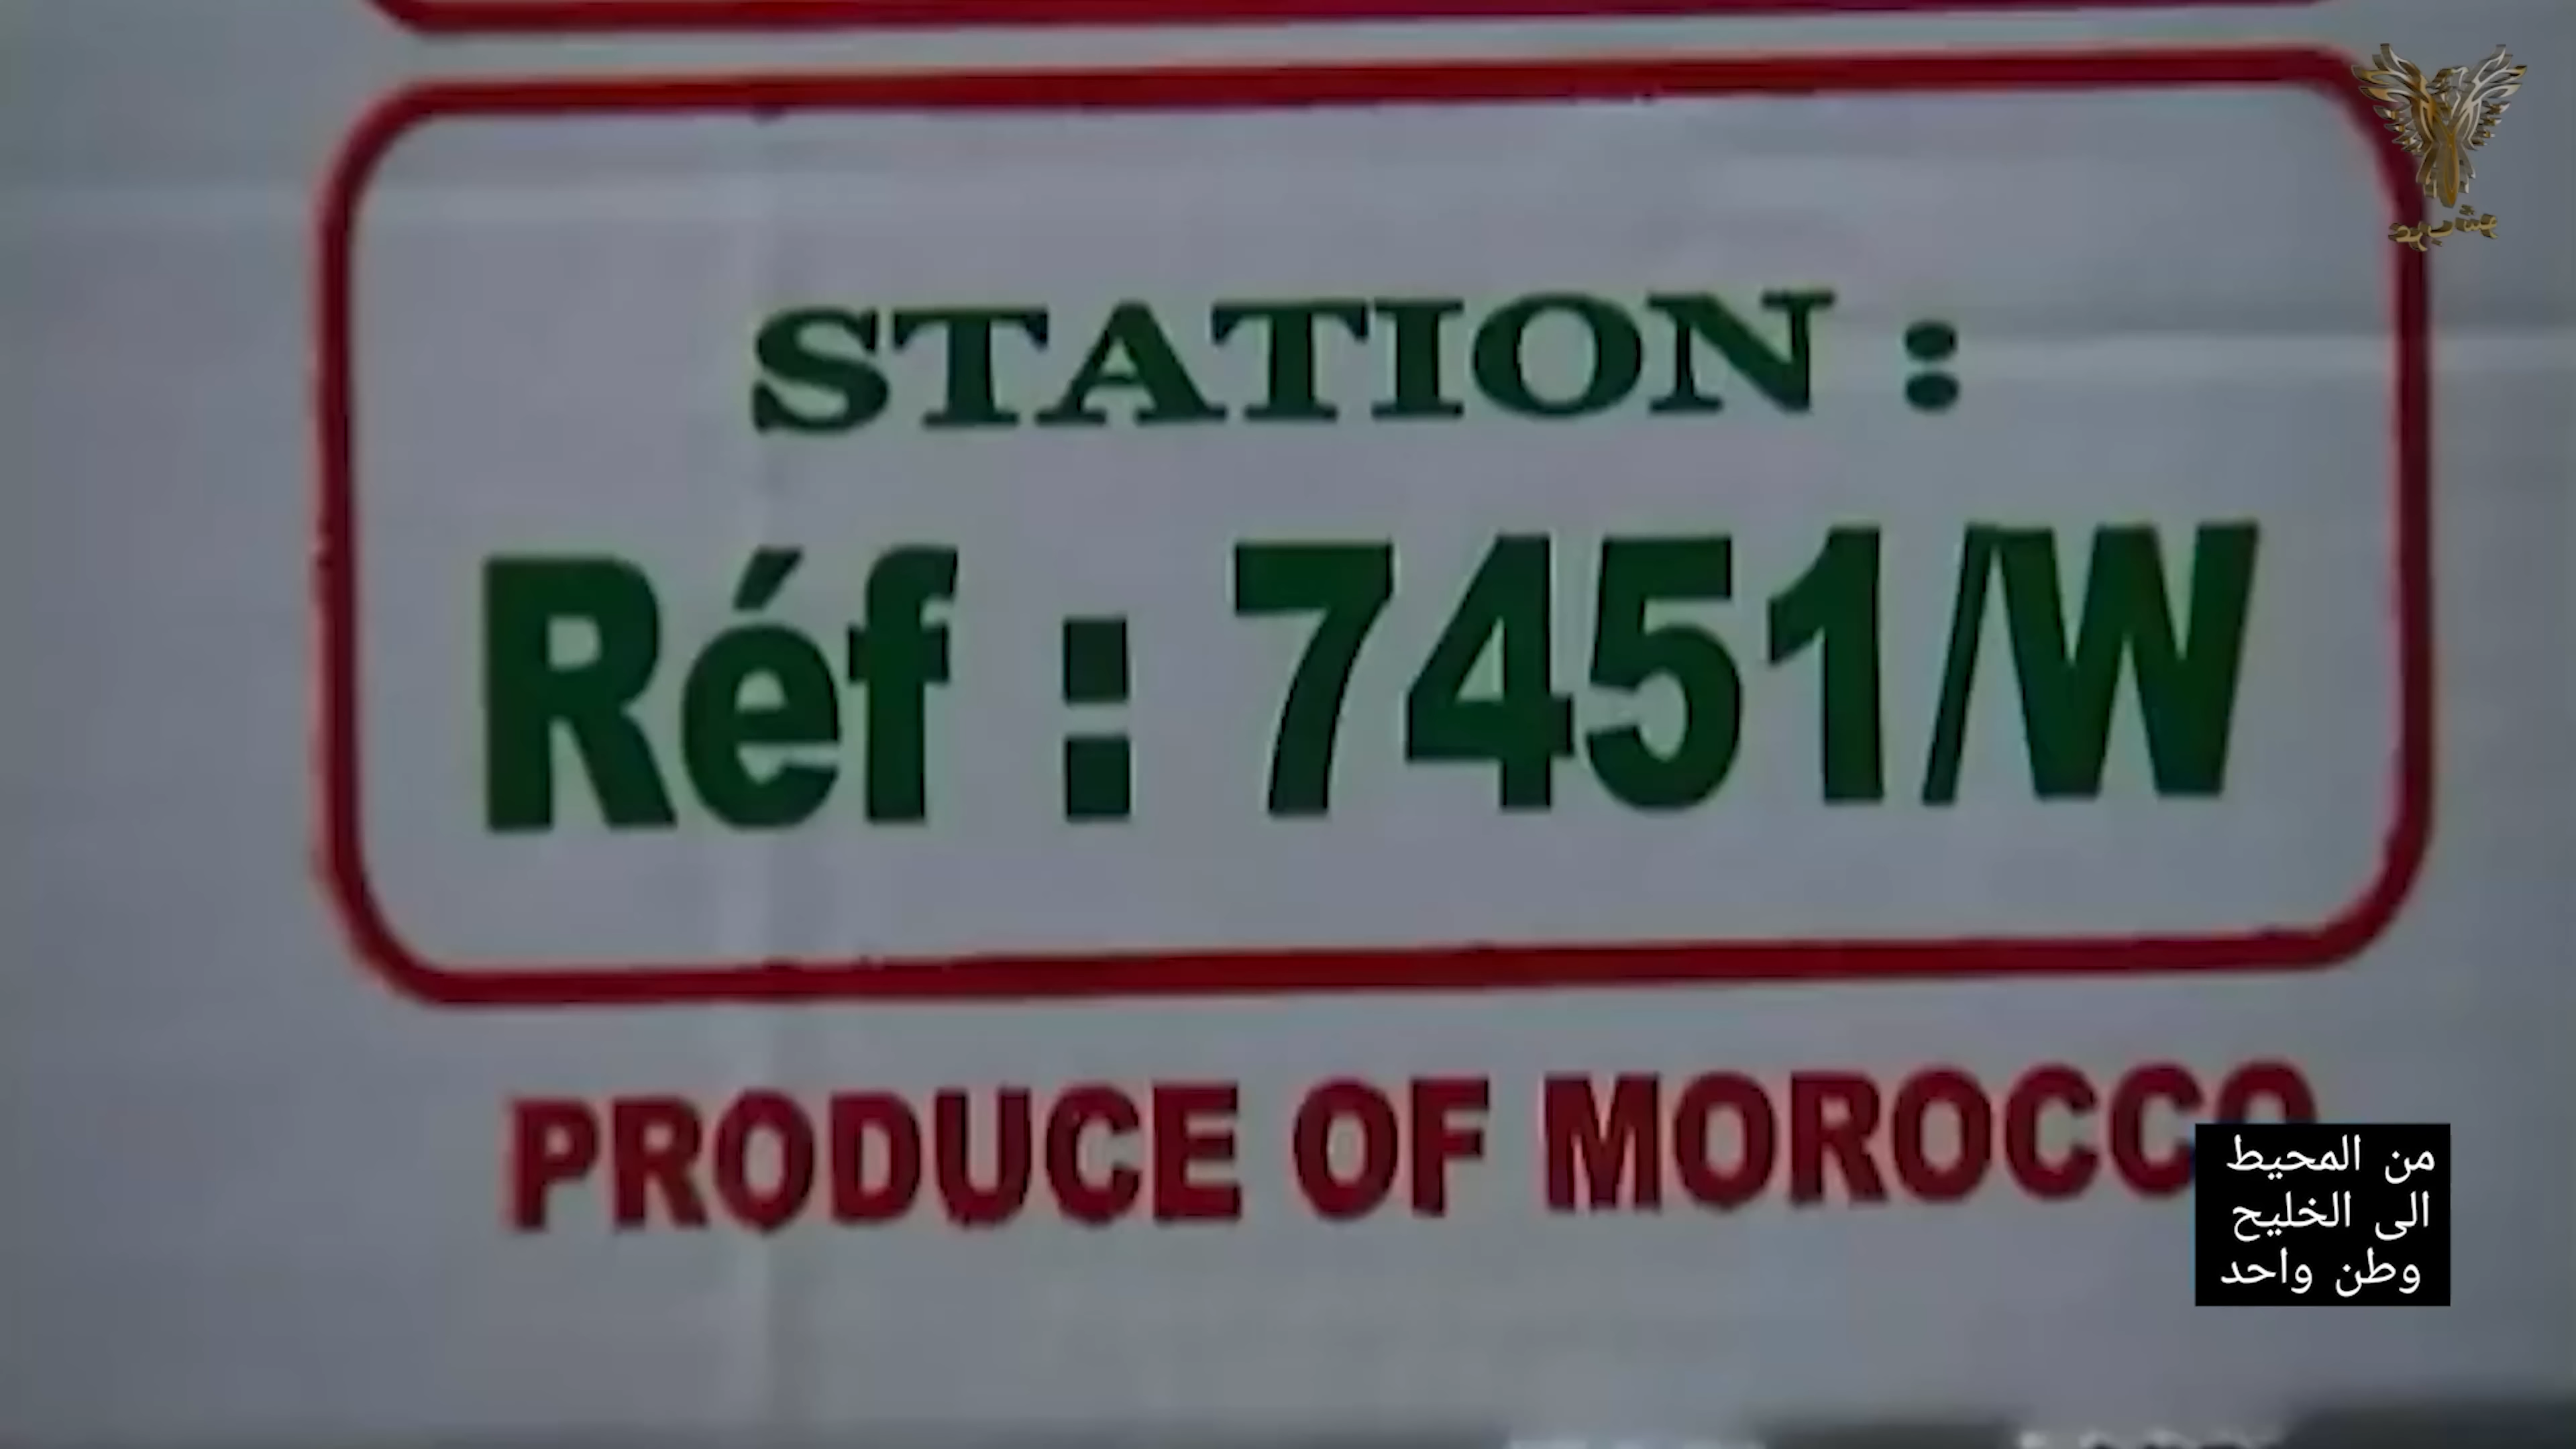 STATION :
Réf : 7451/W
PRODUCE OF MOROCCO
من المحيط
الى الخليج
وطن واحد